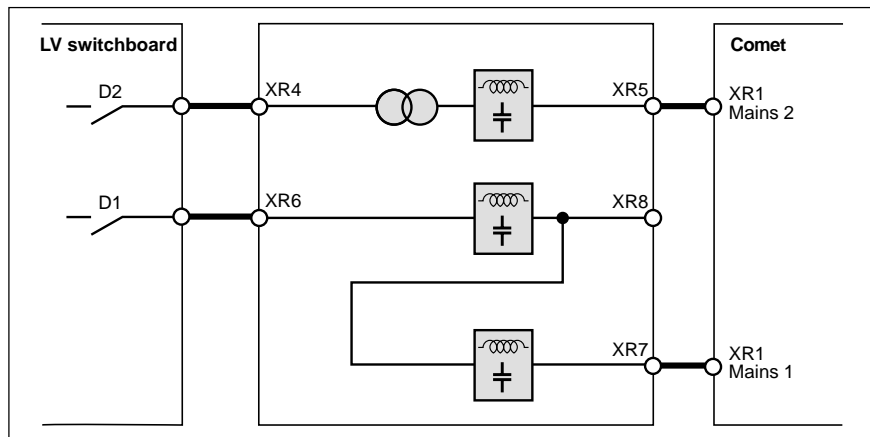 LV switchboard
Comet
D2
XR4
XR5
XR1
Mains 2
D1
XR6
XR8
XR7
XR1
Mains 1